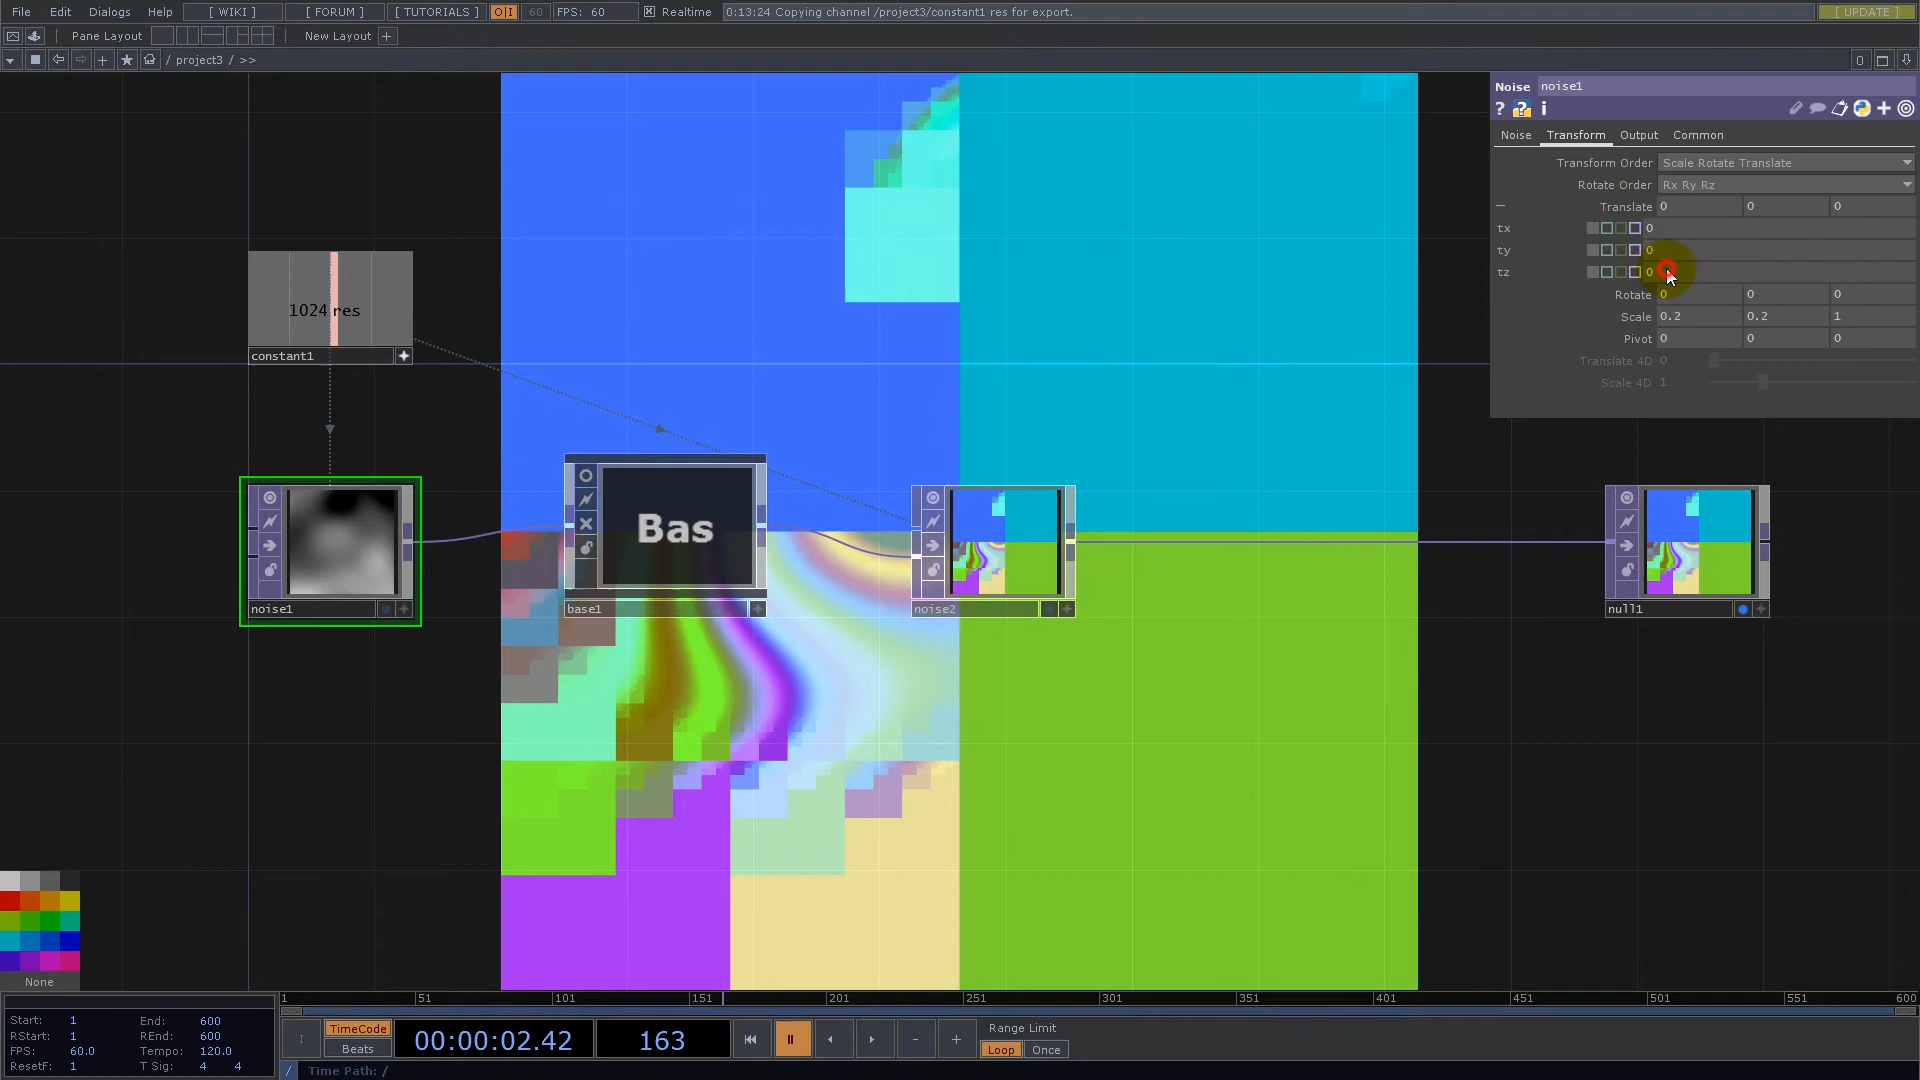 File Edit Dialogs Help [ WIKI ] [ FORUM ] [ TUTORIALS ] O|I 60 FPS: 60 Realtime 0:13:24 Copying channel /project3/constant1 res for export. [ UPDATE ]
Pane Layout New Layout +
/ project3 / >> 0
Noise noise1
? ? i
Noise Transform Output Common
Transform Order Scale Rotate Translate
Rotate Order Rx Ry Rz
Translate 0 0 0
tx 0
ty 0
tz 0
Rotate 0 0 0
Scale 0.2 0.2 1
Pivot 0 0 0
Translate 4D 0
Scale 4D 1
1024 res
constant1
Bas
noise1 base1 noise2 null1
None
1 51 101 151 201 251 301 351 401 451 501 551 600
Start: 1 End: 600
RStart: 1 REnd: 600
FPS: 60.0 Tempo: 120.0
ResetF: 1 T Sig: 4 4
TimeCode
Beats
00:00:02.42 163
Range Limit
Loop Once
/ Time Path: /